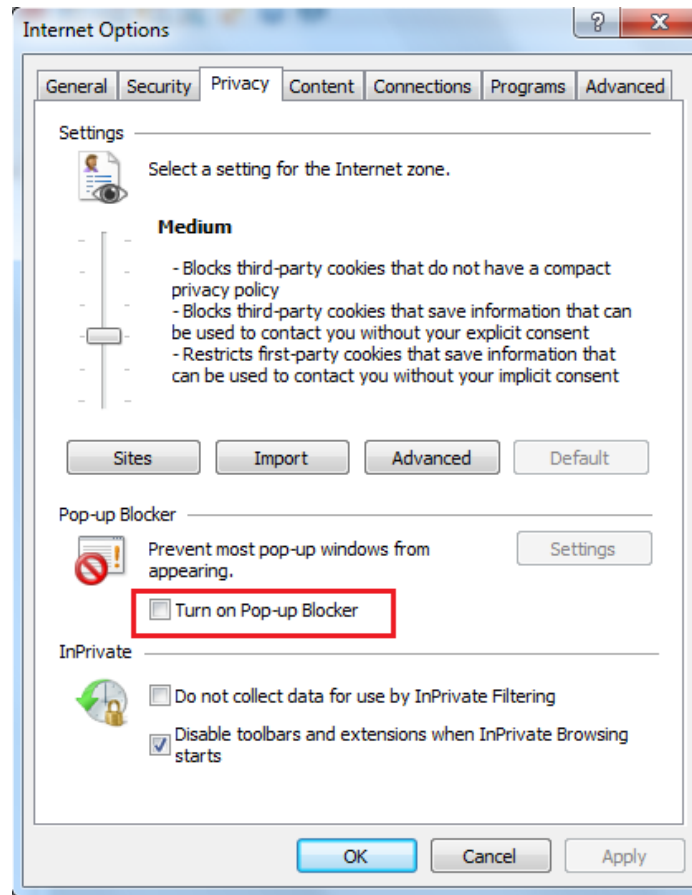 Internet Options
General Security Privacy Content Connections Programs Advanced
Settings
Select a setting for the Internet zone.
Medium
- Blocks third-party cookies that do not have a compact
privacy policy
- Blocks third-party cookies that save information that can
be used to contact you without your explicit consent
- Restricts first-party cookies that save information that
can be used to contact you without your implicit consent
Sites Import Advanced Default
Pop-up Blocker
Prevent most pop-up windows from
appearing.
Settings
Turn on Pop-up Blocker
InPrivate
Do not collect data for use by InPrivate Filtering
Disable toolbars and extensions when InPrivate Browsing
starts
OK Cancel Apply